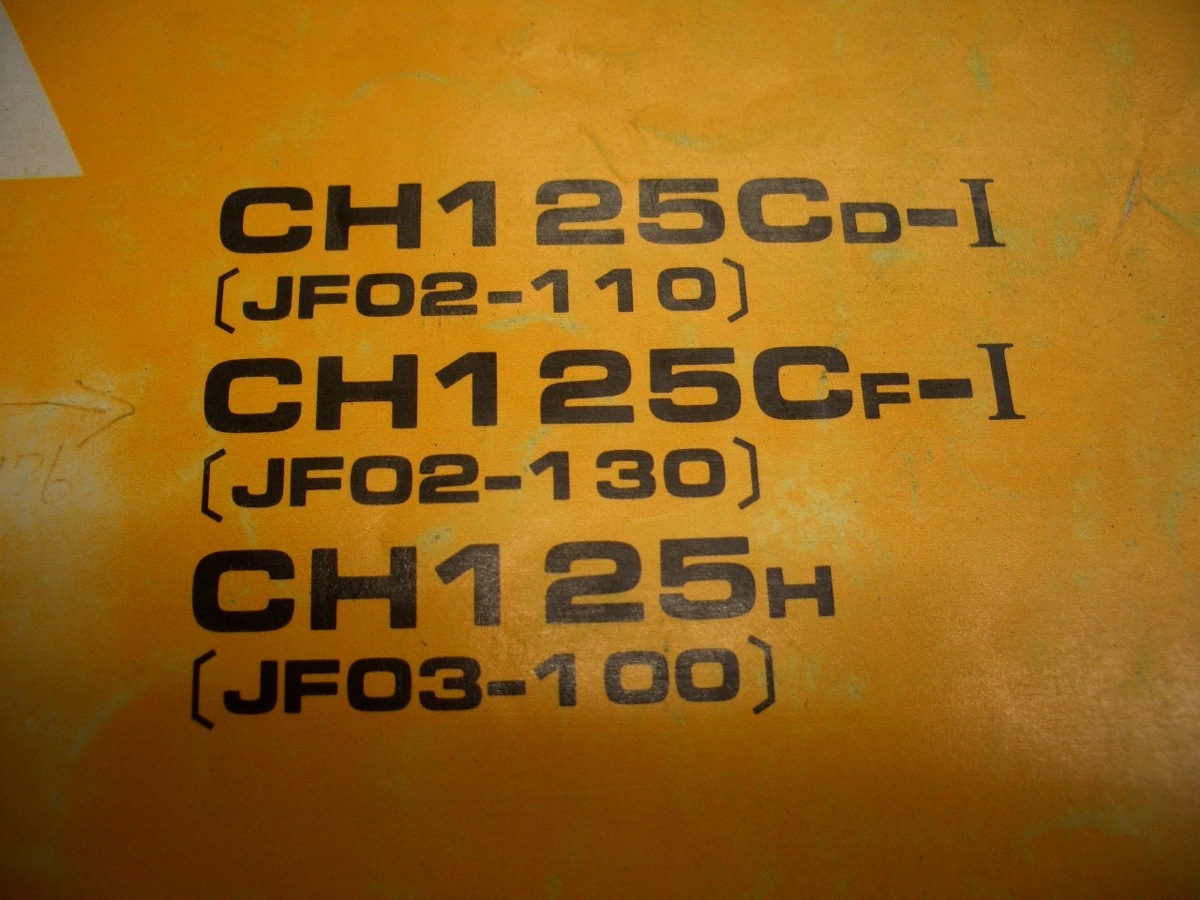 CH125CD-I
〔JF02-110〕
CH125CF-I
〔JF02-130〕
CH125H
〔JF03-100〕